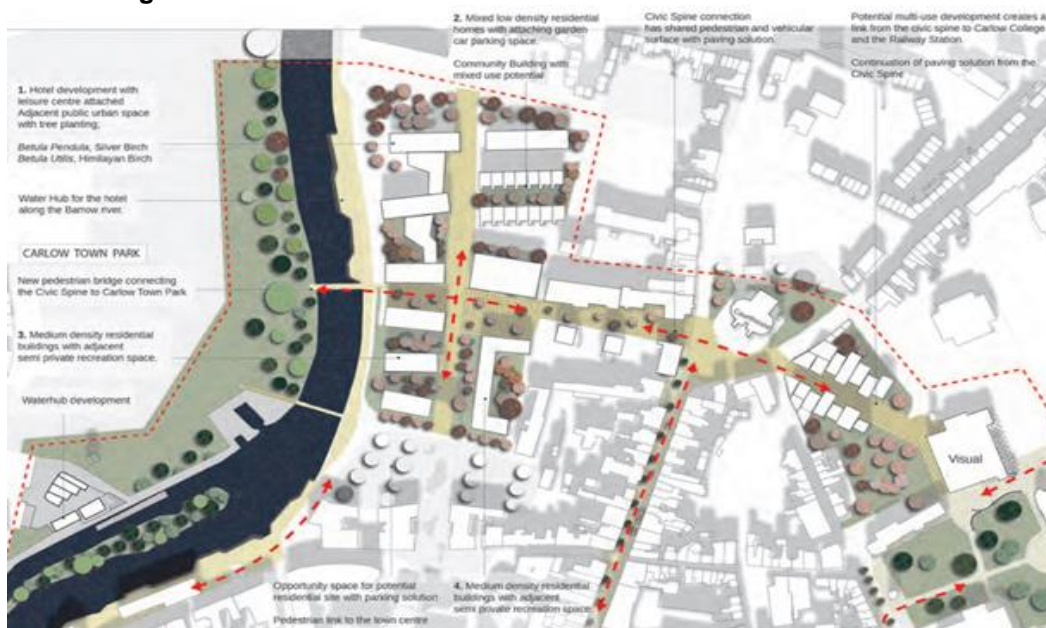 2. Mixed low density residential
homes with attaching garden
car parking space.
Community Building with
mixed use potential
Civic Spine connection
has shared pedestrian and vehicular
surface with paving solution.
Potential multi-use development creates a
link from the civic spine to Carlow College
and the Railway Station.
Continuation of paving solution from the
Civic Spine
1. Hotel development with
leisure centre attached
Adjacent public urban space
with tree planting;
Betula Pendula, Silver Birch
Betula Utilis, Himilayan Birch
Water Hub for the hotel
along the Barrow river.
CARLOW TOWN PARK
New pedestrian bridge connecting
the Civic Spine to Carlow Town Park
3. Medium density residential
buildings with adjacent
semi private recreation space.
Waterhub development
Visual
Opportunity space for potential
residential site with parking solution
Pedestrian link to the town centre
4. Medium density residential
buildings with adjacent
semi private recreation space.